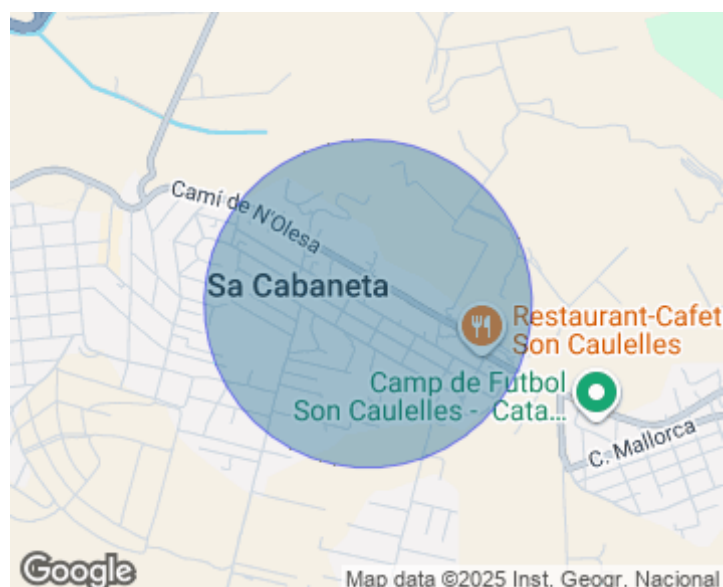 Camí de N'Olesa
Sa Cabaneta
Restaurant-Cafet
Son Caulelles
Camp de Futbol
Son Caulelles - Cata...
C. Mallorca
Google
Map data ©2025 Inst. Geogr. Nacional